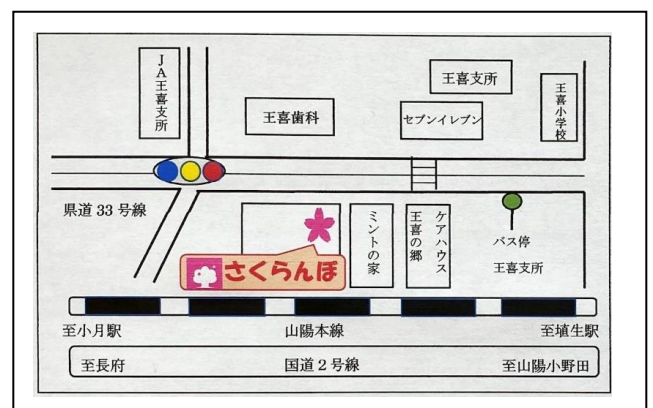 JA王喜支所
王喜歯科
王喜支所
セブンイレブン
王喜小学校
県道33号線
さくらんぼ
ミントの家
ケアハウス
王喜の郷
バス停
王喜支所
至小月駅
山陽本線
至埴生駅
至長府
国道2号線
至山陽小野田